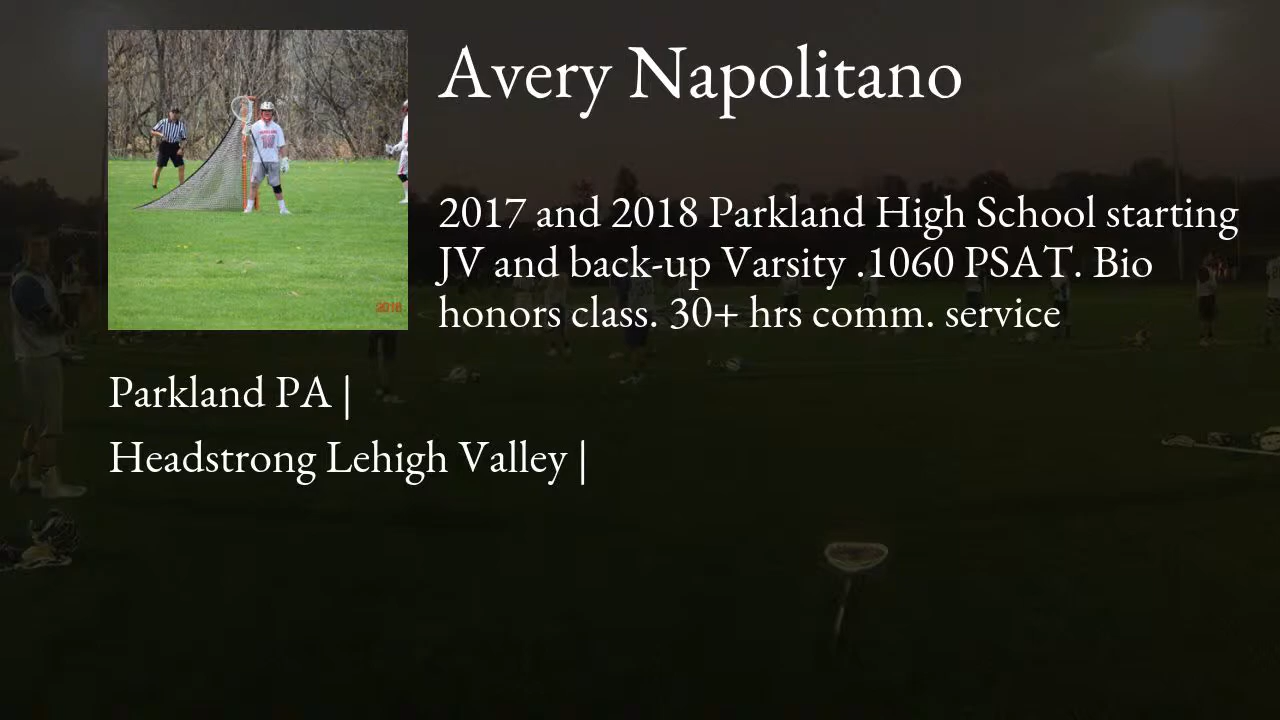 Avery Napolitano
2017 and 2018 Parkland High School starting
JV and back-up Varsity .1060 PSAT. Bio
honors class. 30+ hrs comm. service
2018
Parkland PA |
Headstrong Lehigh Valley |